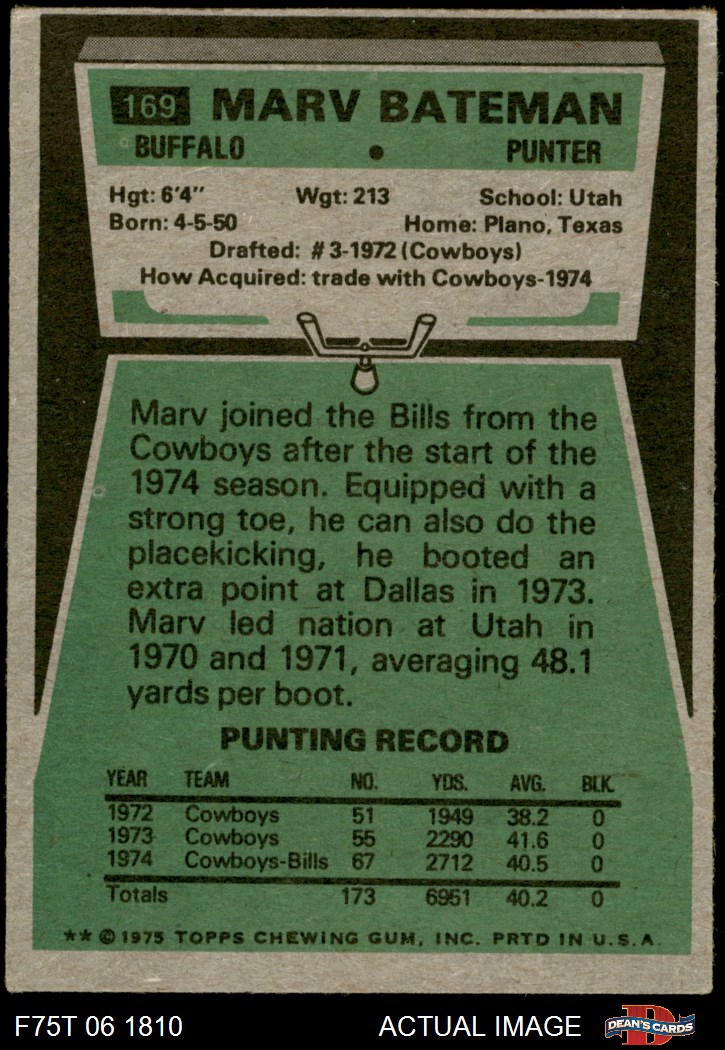 169 MARV BATEMAN
BUFFALO • PUNTER
Hgt: 6'4" Wgt: 213 School: Utah
Born: 4-5-50 Home: Plano, Texas
Drafted: #3-1972 (Cowboys)
How Acquired: trade with Cowboys-1974
Marv joined the Bills from the
Cowboys after the start of the
1974 season. Equipped with a
strong toe, he can also do the
placekicking, he booted an
extra point at Dallas in 1973.
Marv led nation at Utah in
1970 and 1971, averaging 48.1
yards per boot.
PUNTING RECORD
YEAR TEAM NO. YDS. AVG. BLK.
1972 Cowboys 51 1949 38.2 0
1973 Cowboys 55 2290 41.6 0
1974 Cowboys-Bills 67 2712 40.5 0
Totals 173 6951 40.2 0
** © 1975 TOPPS CHEWING GUM, INC. PRTD IN U.S.A.
F75T 06 1810 ACTUAL IMAGE D DEAN'S CARDS